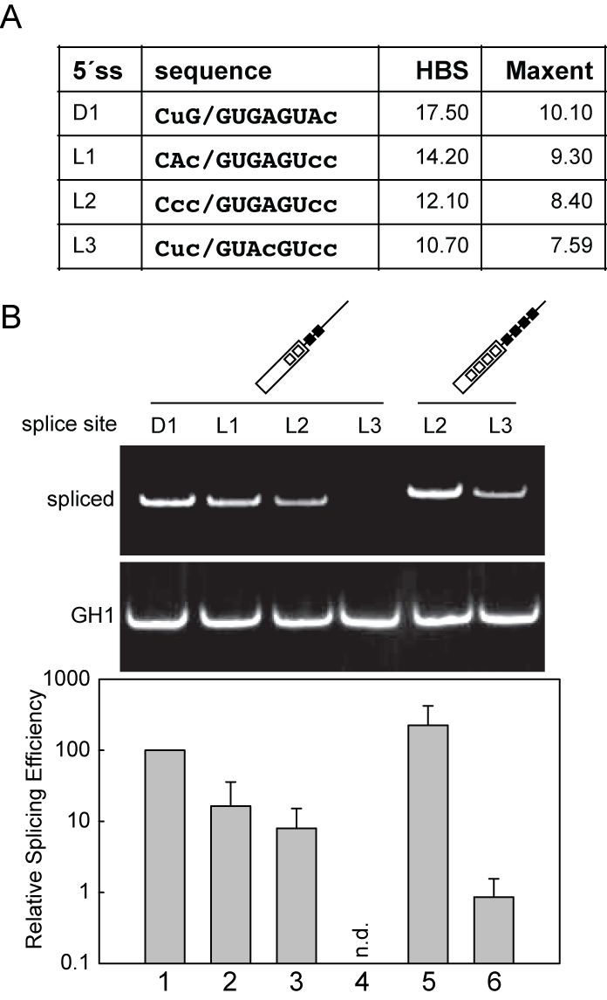 A
5´ss sequence HBS Maxent
D1 CuG/GUGAGUAc 17.50 10.10
L1 CAc/GUGAGUcc 14.20 9.30
L2 Ccc/GUGAGUcc 12.10 8.40
L3 Cuc/GUAcGUcc 10.70 7.59
B
splice site D1 L1 L2 L3 L2 L3
spliced
GH1
Relative Splicing Efficiency
1000
100
10
1
0.1
n.d.
1 2 3 4 5 6